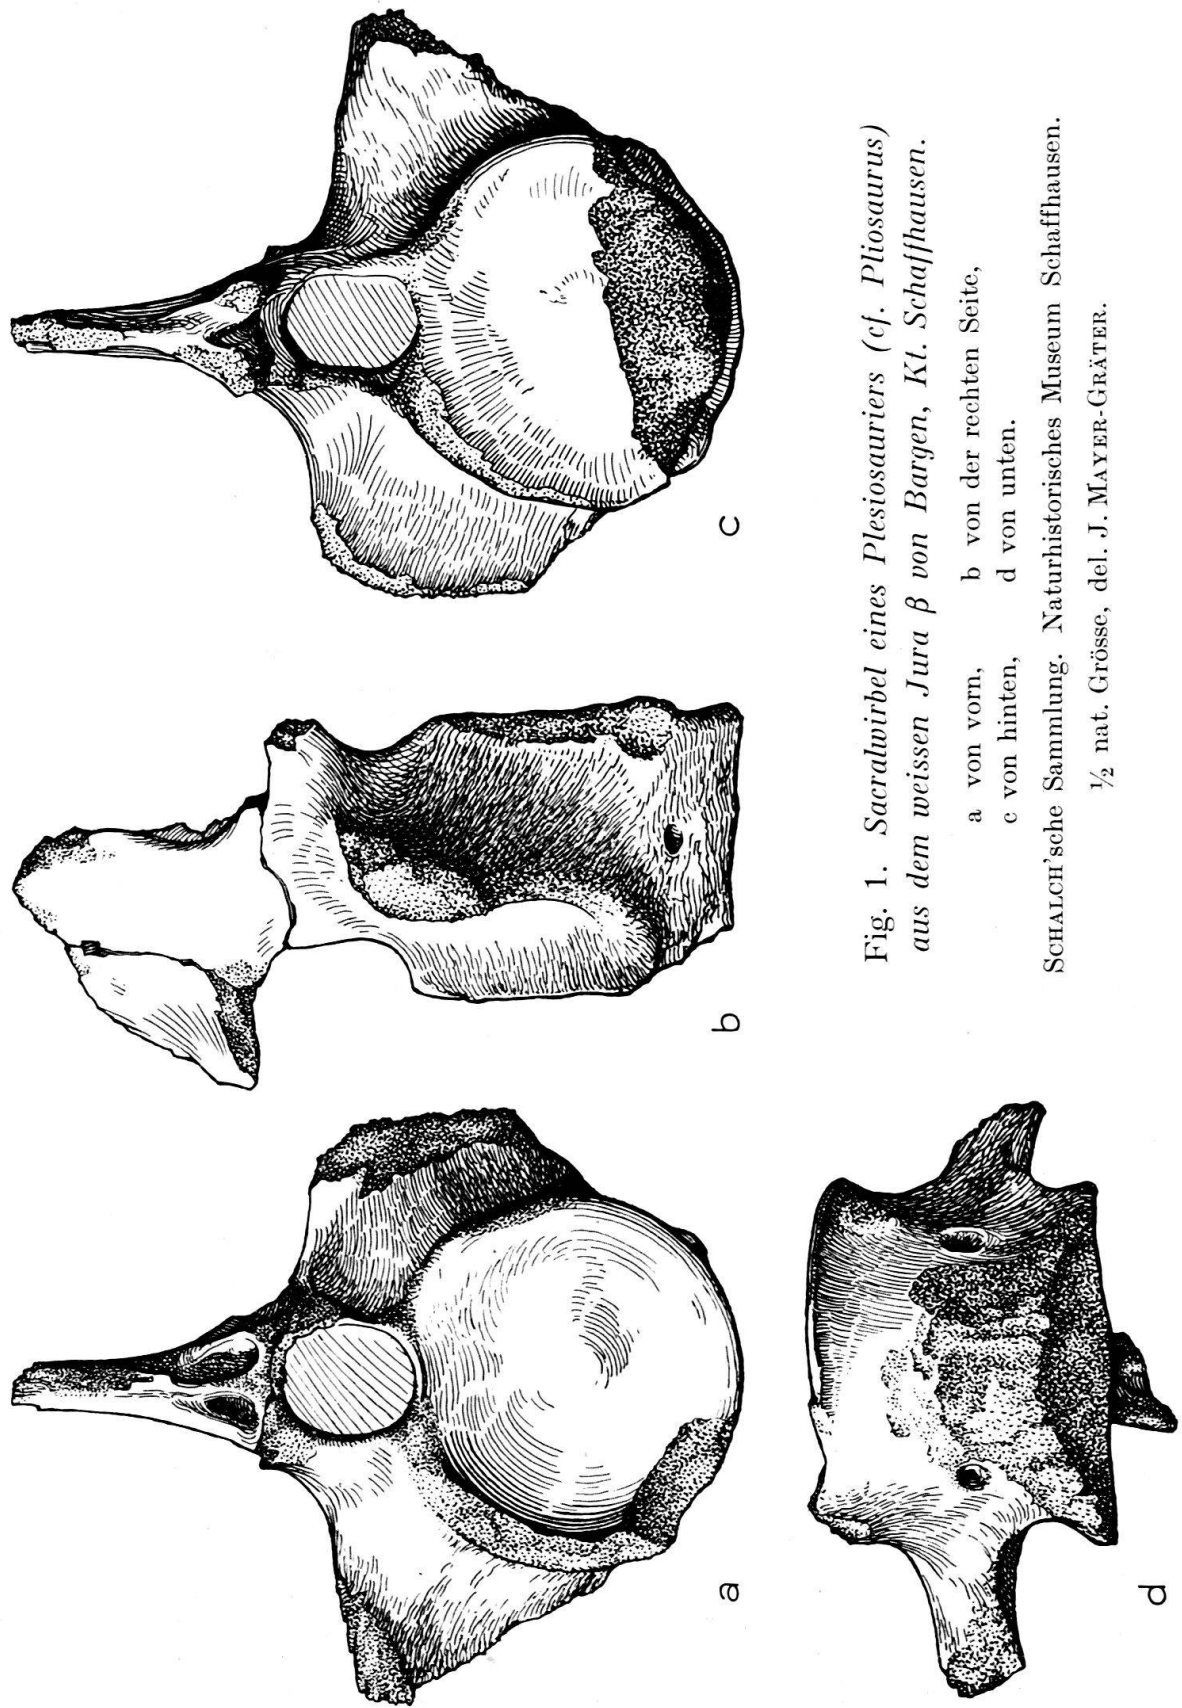 a
b
c
d
Fig. 1. Sacralwirbel eines Plesiosauriers (cf. Pliosaurus)
aus dem weissen Jura β von Bargen, Kt. Schaffhausen.
a von vorn, b von der rechten Seite,
c von hinten, d von unten.
SCHALCH'sche Sammlung. Naturhistorisches Museum Schaffhausen.
½ nat. Grösse, del. J. MAYER-GRÄTER.